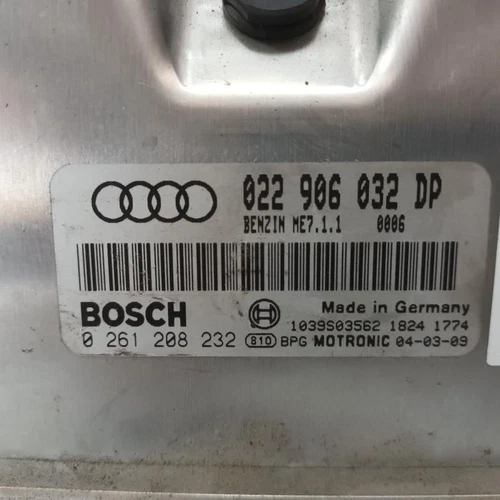 022 906 032 DP
BENZIN ME7.1.1 0006
BOSCH
Made in Germany
1039S03562 1824 1774
0 261 208 232 810 BPG MOTRONIC 04-03-09